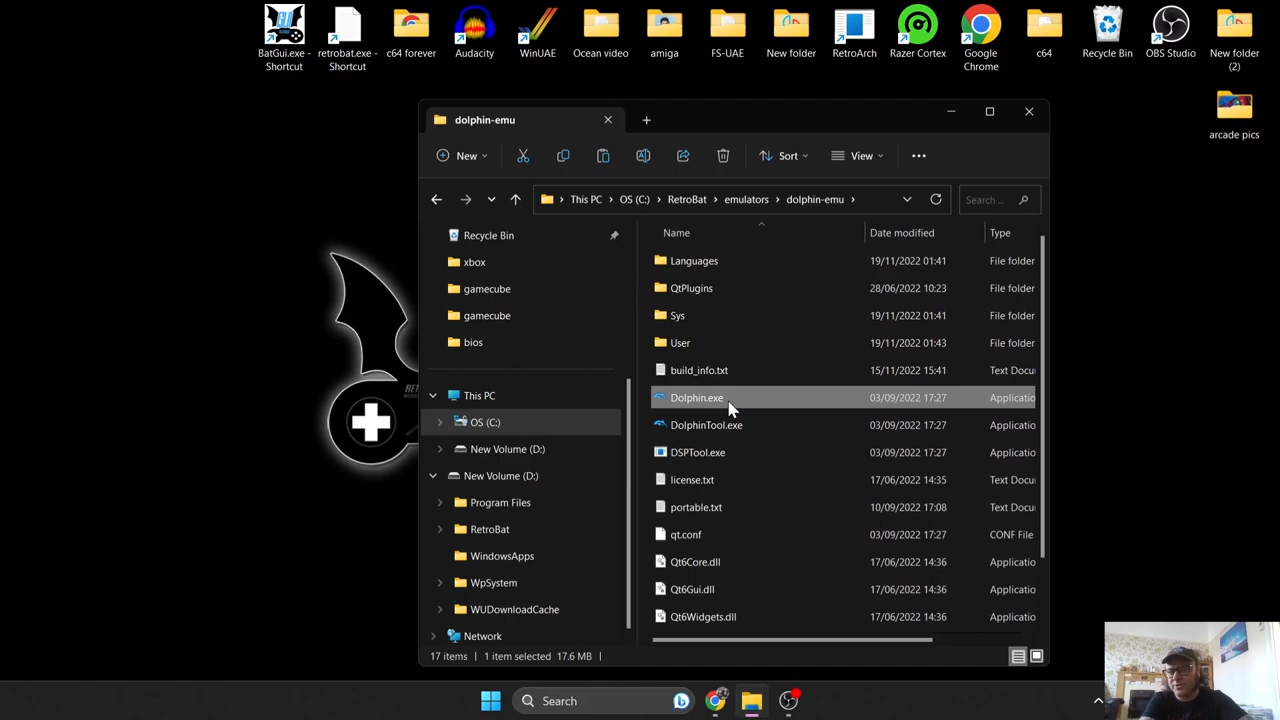 BatGui.exe - Shortcut
retrobat.exe - Shortcut
c64 forever
Audacity
WinUAE
Ocean video
amiga
FS-UAE
New folder
RetroArch
Razer Cortex
Google Chrome
c64
Recycle Bin
OBS Studio
New folder (2)
arcade pics
dolphin-emu
New
Sort
View
This PC > OS (C:) > RetroBat > emulators > dolphin-emu >
Search ...
Recycle Bin
xbox
gamecube
gamecube
bios
This PC
OS (C:)
New Volume (D:)
New Volume (D:)
Program Files
RetroBat
WindowsApps
WpSystem
WUDownloadCache
Network
Name Date modified Type
Languages 19/11/2022 01:41 File folder
QtPlugins 28/06/2022 10:23 File folder
Sys 19/11/2022 01:41 File folder
User 19/11/2022 01:43 File folder
build_info.txt 15/11/2022 15:41 Text Docu
Dolphin.exe 03/09/2022 17:27 Applicatio
DolphinTool.exe 03/09/2022 17:27 Applicatio
DSPTool.exe 03/09/2022 17:27 Applicatio
license.txt 17/06/2022 14:35 Text Docu
portable.txt 10/09/2022 17:08 Text Docu
qt.conf 03/09/2022 17:27 CONF File
Qt6Core.dll 17/06/2022 14:36 Applicatio
Qt6Gui.dll 17/06/2022 14:36 Applicatio
Qt6Widgets.dll 17/06/2022 14:36 Applicatio
17 items 1 item selected 17.6 MB
Search